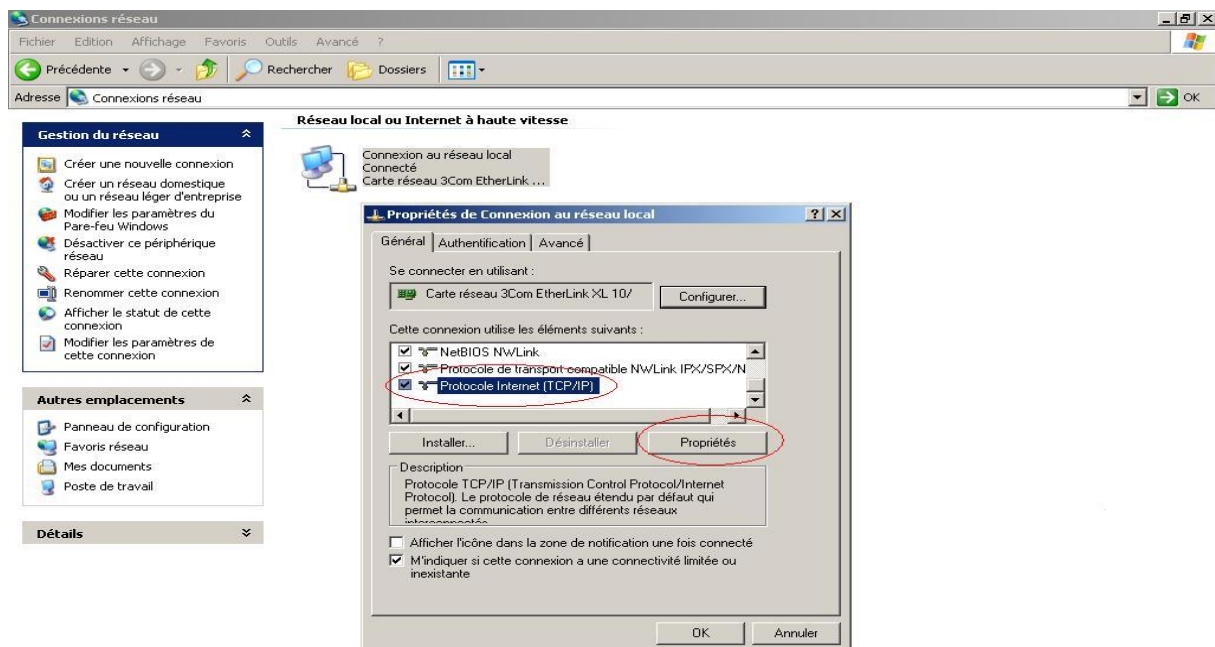 Connexions réseau
Fichier Edition Affichage Favoris Outils Avancé ?
Précédente Rechercher Dossiers
Adresse Connexions réseau OK
Gestion du réseau
Créer une nouvelle connexion
Créer un réseau domestique
ou un réseau léger d'entreprise
Modifier les paramètres du
Pare-feu Windows
Désactiver ce périphérique
réseau
Réparer cette connexion
Renommer cette connexion
Afficher le statut de cette
connexion
Modifier les paramètres de
cette connexion
Autres emplacements
Panneau de configuration
Favoris réseau
Mes documents
Poste de travail
Détails
Réseau local ou Internet à haute vitesse
Connexion au réseau local
Connecté
Carte réseau 3Com EtherLink ...
Propriétés de Connexion au réseau local
Général Authentification Avancé
Se connecter en utilisant :
Carte réseau 3Com EtherLink XL 10/ Configurer...
Cette connexion utilise les éléments suivants :
NetBIOS NWLink
Protocole de transport compatible NWLink IPX/SPX/N
Protocole Internet (TCP/IP)
Installer... Désinstaller Propriétés
Description
Protocole TCP/IP (Transmission Control Protocol/Internet
Protocol). Le protocole de réseau étendu par défaut qui
permet la communication entre différents réseaux
Afficher l'icône dans la zone de notification une fois connecté
M'indiquer si cette connexion a une connectivité limitée ou
inexistante
OK Annuler